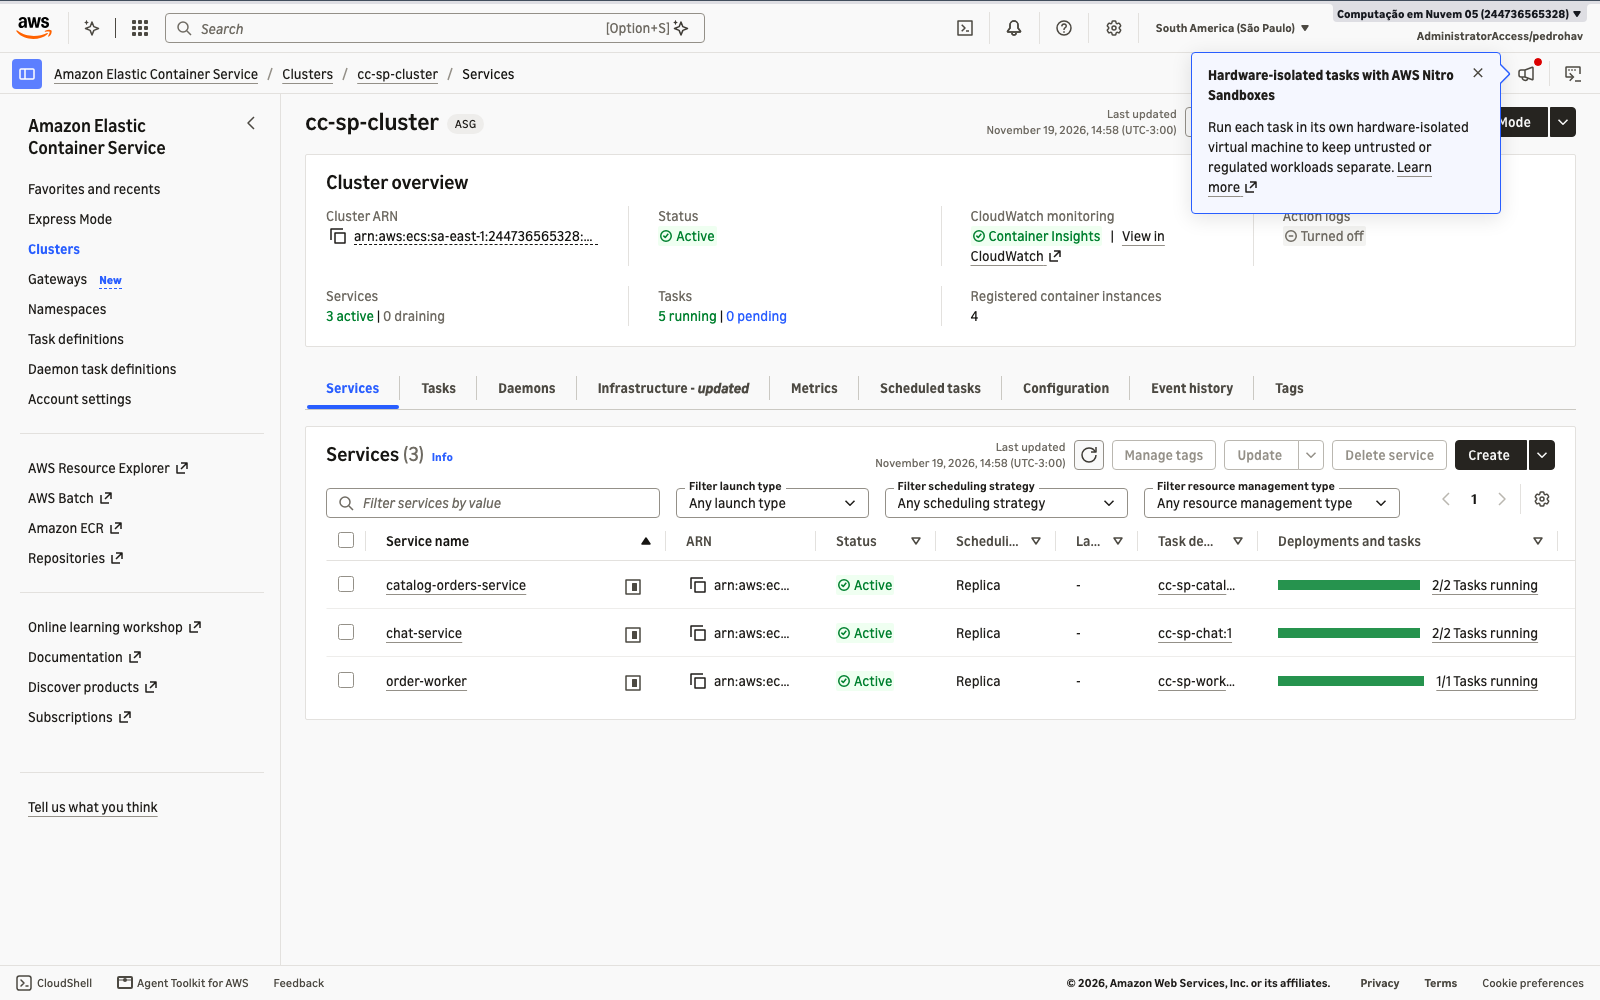 aws
Search
[Option+S]
South America (São Paulo)
Computação em Nuvem 05 (244736565328)
AdministratorAccess/pedrohav
Amazon Elastic Container Service / Clusters / cc-sp-cluster / Services
Hardware-isolated tasks with AWS Nitro
Sandboxes
Run each task in its own hardware-isolated
virtual machine to keep untrusted or
regulated workloads separate. Learn
more
Amazon Elastic
Container Service
Favorites and recents
Express Mode
Clusters
Gateways New
Namespaces
Task definitions
Daemon task definitions
Account settings
AWS Resource Explorer
AWS Batch
Amazon ECR
Repositories
Online learning workshop
Documentation
Discover products
Subscriptions
Tell us what you think
cc-sp-cluster ASG
Last updated
November 19, 2026, 14:58 (UTC-3:00)
Mode
Cluster overview
Cluster ARN
arn:aws:ecs:sa-east-1:244736565328:...
Status
Active
CloudWatch monitoring
Container Insights | View in
CloudWatch
Action logs
Turned off
Services
3 active | 0 draining
Tasks
5 running | 0 pending
Registered container instances
4
Services Tasks Daemons Infrastructure - updated Metrics Scheduled tasks Configuration Event history Tags
Services (3) Info
Last updated
November 19, 2026, 14:58 (UTC-3:00)
Manage tags Update Delete service Create
Filter services by value
Filter launch type
Any launch type
Filter scheduling strategy
Any scheduling strategy
Filter resource management type
Any resource management type
1
Service name ARN Status Scheduli... La... Task de... Deployments and tasks
catalog-orders-service arn:aws:ec... Active Replica - cc-sp-catal... 2/2 Tasks running
chat-service arn:aws:ec... Active Replica - cc-sp-chat:1 2/2 Tasks running
order-worker arn:aws:ec... Active Replica - cc-sp-work... 1/1 Tasks running
CloudShell Agent Toolkit for AWS Feedback
© 2026, Amazon Web Services, Inc. or its affiliates. Privacy Terms Cookie preferences